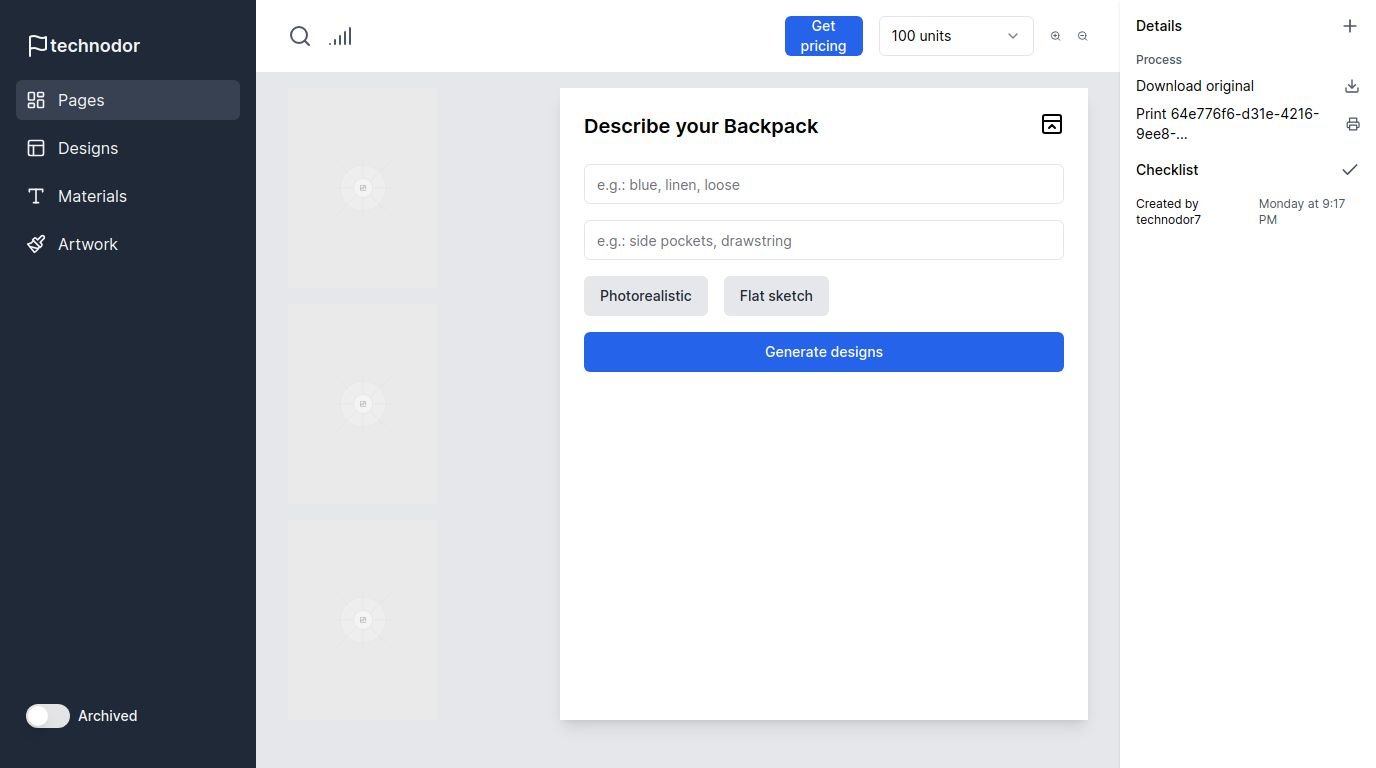 technodor
Pages
Designs
Materials
Artwork
Archived
Get
pricing
100 units
Describe your Backpack
e.g.: blue, linen, loose
e.g.: side pockets, drawstring
Photorealistic
Flat sketch
Generate designs
Details
Process
Download original
Print 64e776f6-d31e-4216-
9ee8-...
Checklist
Created by
technodor7
Monday at 9:17
PM